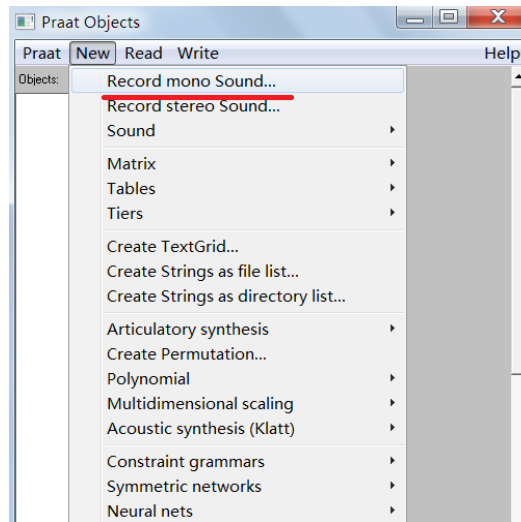 Praat Objects
Praat New Read Write Help
Objects:
Record mono Sound...
Record stereo Sound...
Sound
Matrix
Tables
Tiers
Create TextGrid...
Create Strings as file list...
Create Strings as directory list...
Articulatory synthesis
Create Permutation...
Polynomial
Multidimensional scaling
Acoustic synthesis (Klatt)
Constraint grammars
Symmetric networks
Neural nets